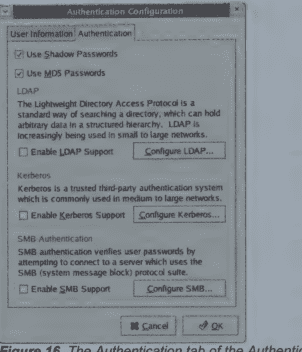 Authentication Configuration
User Information Authentication
Use Shadow Passwords
Use MD5 Passwords
LDAP
The Lightweight Directory Access Protocol is a
standard way of searching a directory, which can hold
arbitrary data in a structured hierarchy. LDAP is
increasingly being used in small to large networks.
Enable LDAP Support Configure LDAP...
Kerberos
Kerberos is a trusted third-party authentication system
which is commonly used in medium to large networks.
Enable Kerberos Support Configure Kerberos...
SMB Authentication
SMB authentication verifies user passwords by
attempting to connect to a server which uses the
SMB (system message block) protocol suite.
Enable SMB Support Configure SMB...
Cancel OK
Figure 16. The Authentication tab of the Authentic